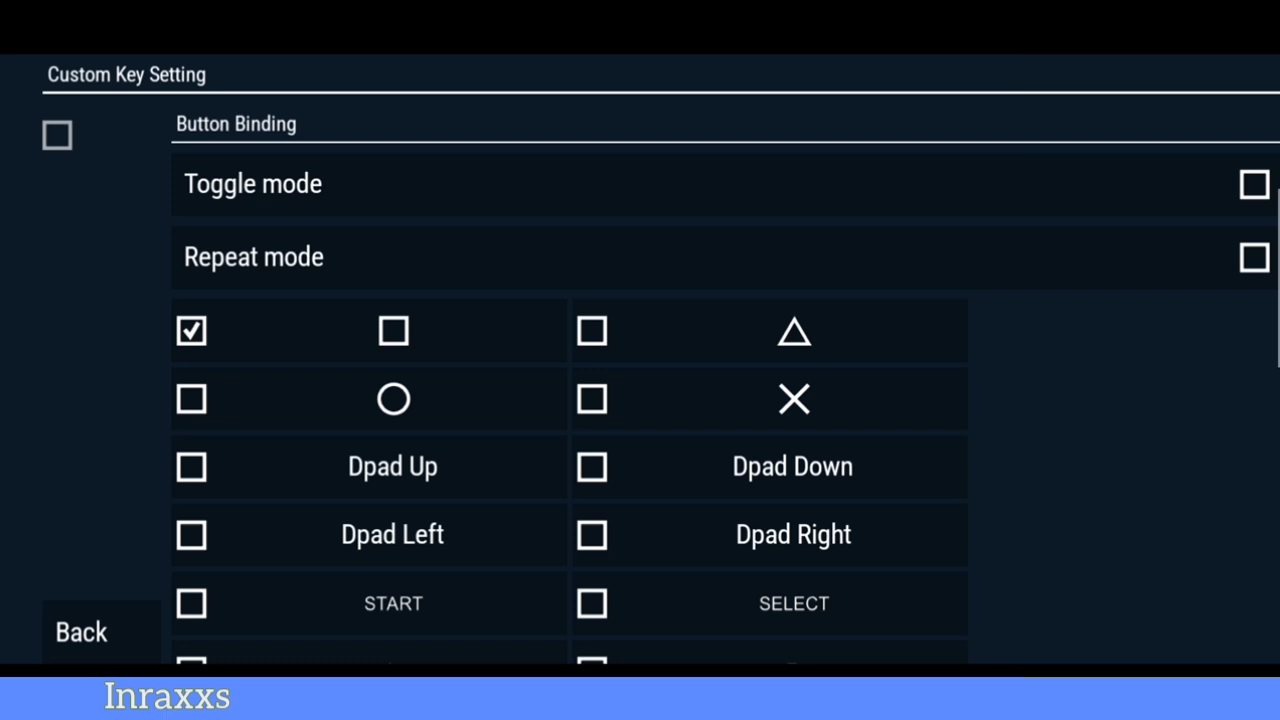 Custom Key Setting
Button Binding
Toggle mode
Repeat mode
Dpad Up
Dpad Down
Dpad Left
Dpad Right
START
SELECT
Back
Inraxxs